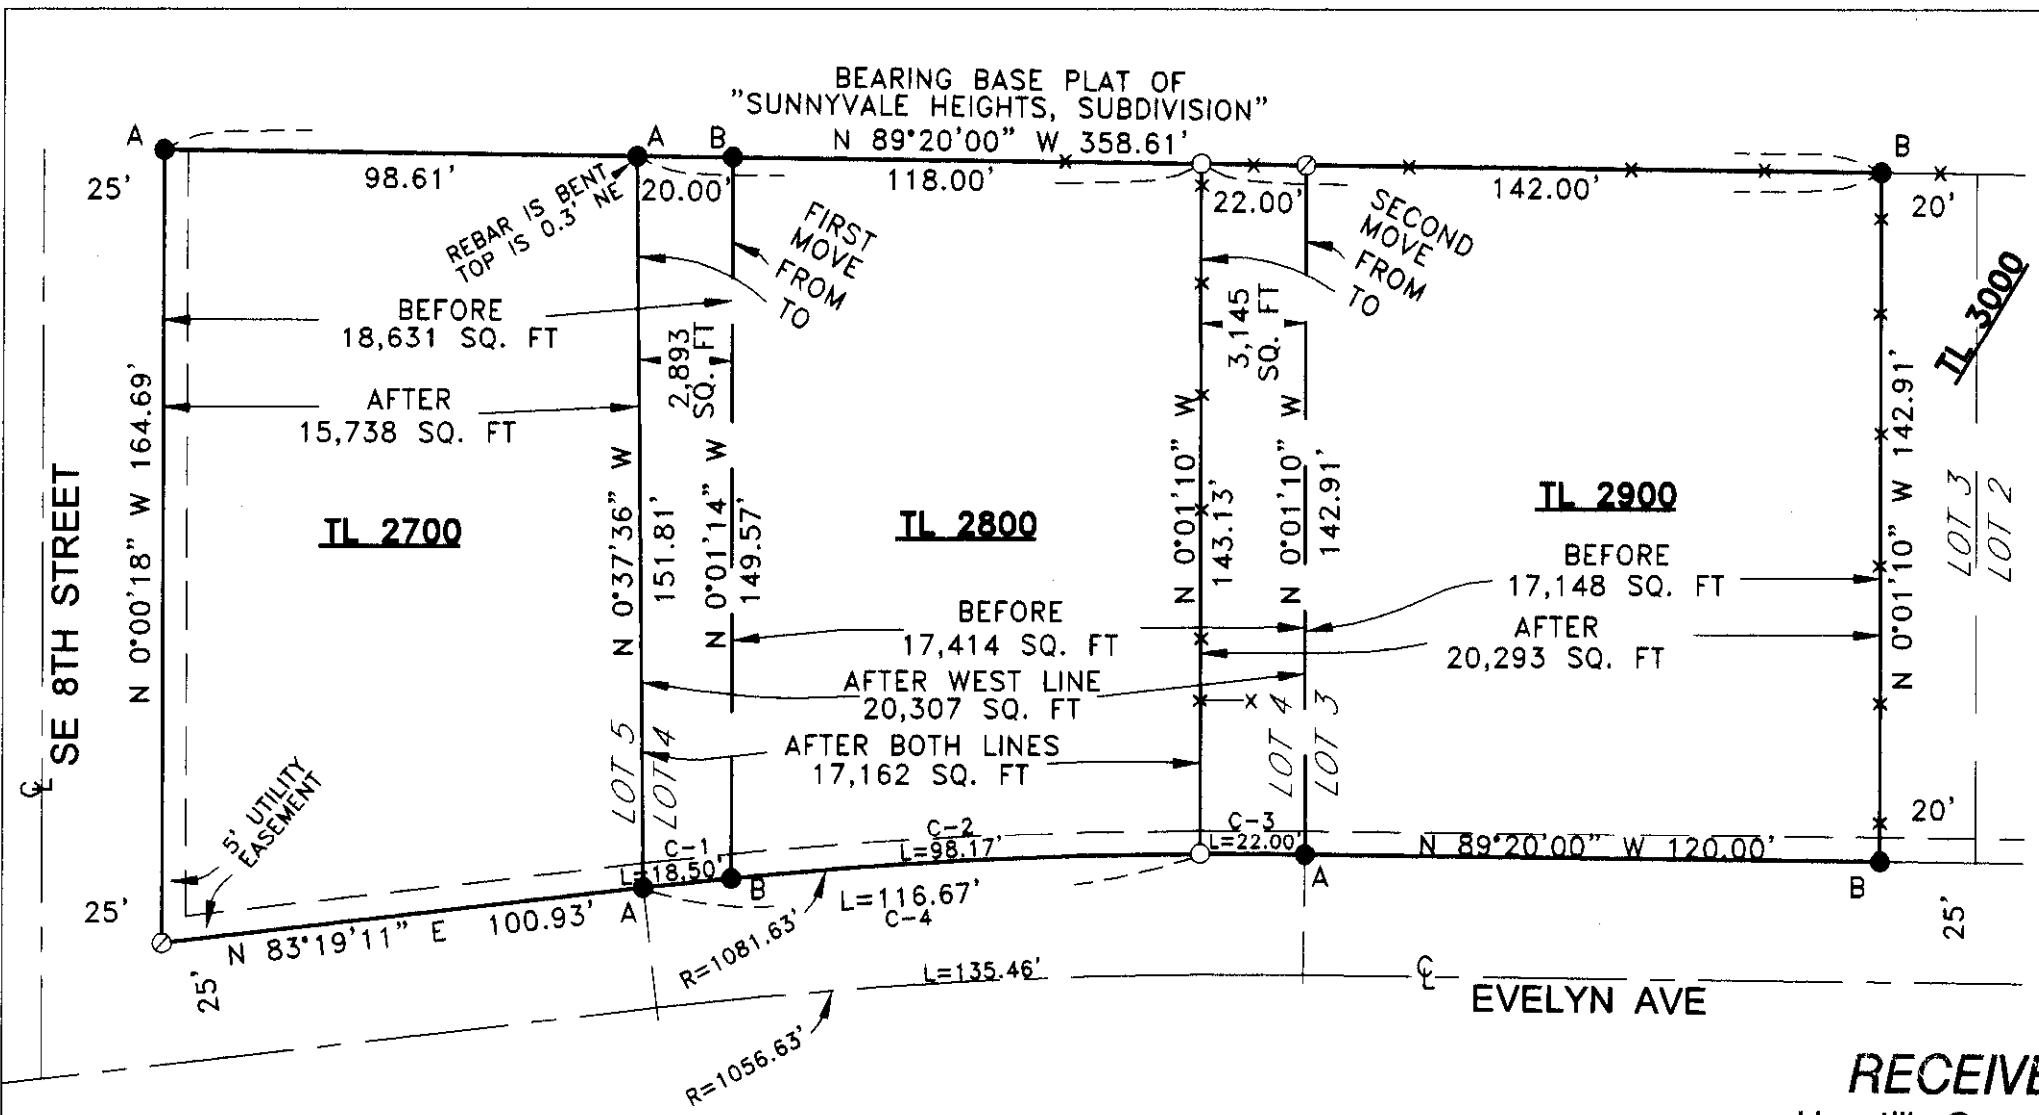 BEARING BASE PLAT OF
"SUNNYVALE HEIGHTS, SUBDIVISION"
N 89°20'00" W 358.61'
A
A
B
B
25'
98.61'
20.00'
118.00'
22.00'
142.00'
20'
REBAR IS BENT
TOP IS 0.3' NE
FIRST
MOVE
FROM
TO
SECOND
MOVE
FROM
TO
TL 3000
BEFORE
18,631 SQ. FT
AFTER
15,738 SQ. FT
2,893
SQ. FT
3,145
SQ. FT
SE 8TH STREET
N 0°00'18" W 164.69'
TL 2700
N 0°37'36" W
151.81'
N 0°01'14" W
149.57'
TL 2800
N 0°01'10" W
143.13'
N 0°01'10" W
142.91'
TL 2900
N 0°01'10" W 142.91'
LOT 3
LOT 2
BEFORE
17,148 SQ. FT
AFTER
20,293 SQ. FT
BEFORE
17,414 SQ. FT
AFTER WEST LINE
20,307 SQ. FT
AFTER BOTH LINES
17,162 SQ. FT
LOT 5
LOT 4
LOT 4
LOT 3
CL
5' UTILITY
EASEMENT
C-1
L=18.50'
C-2
L=98.17'
C-3
L=22.00'
N 89°20'00" W 120.00'
20'
25'
N 83°19'11" E 100.93'
A
B
L=116.67'
C-4
A
B
25'
25'
R=1081.63'
L=135.46'
CL
EVELYN AVE
R=1056.63'
RECEIVE